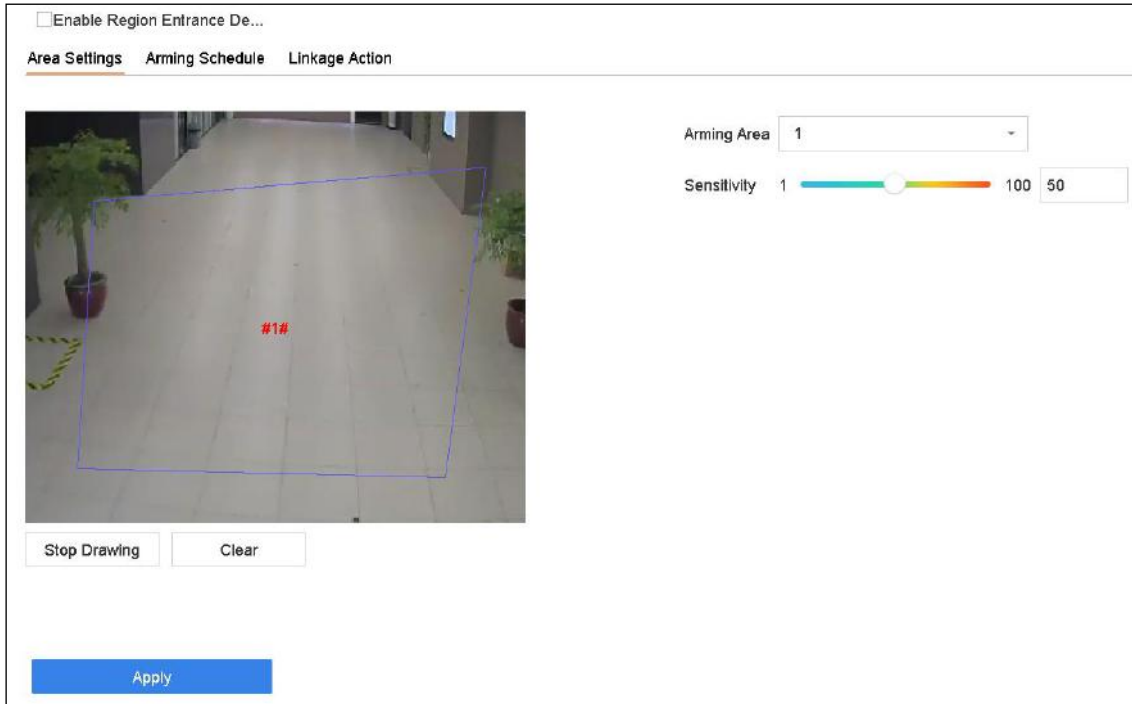 Enable Region Entrance De...
Area Settings Arming Schedule Linkage Action
Arming Area 1
Sensitivity 1 100 50
#1#
Stop Drawing Clear
Apply